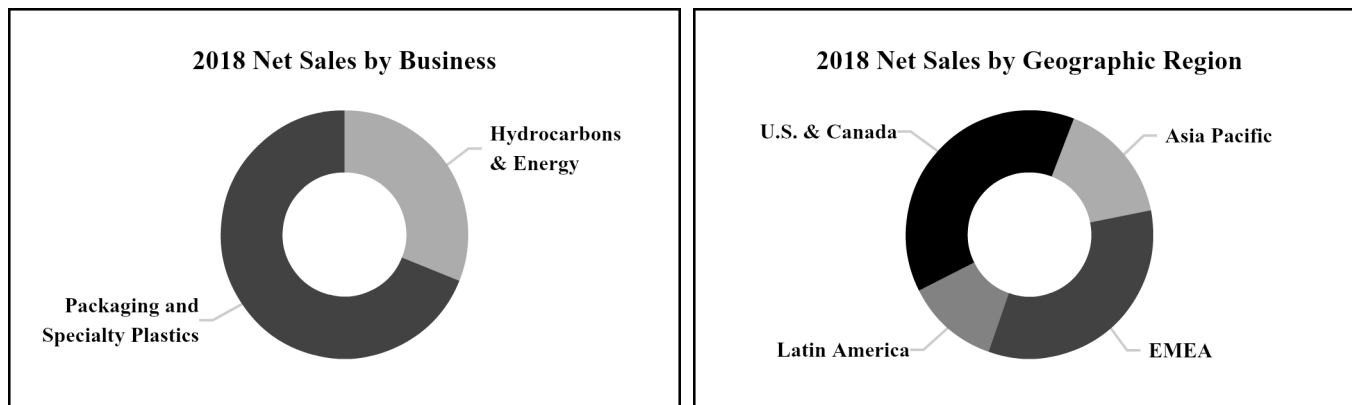 2018 Net Sales by Business
Hydrocarbons
& Energy
Packaging and
Specialty Plastics
2018 Net Sales by Geographic Region
U.S. & Canada
Asia Pacific
Latin America
EMEA